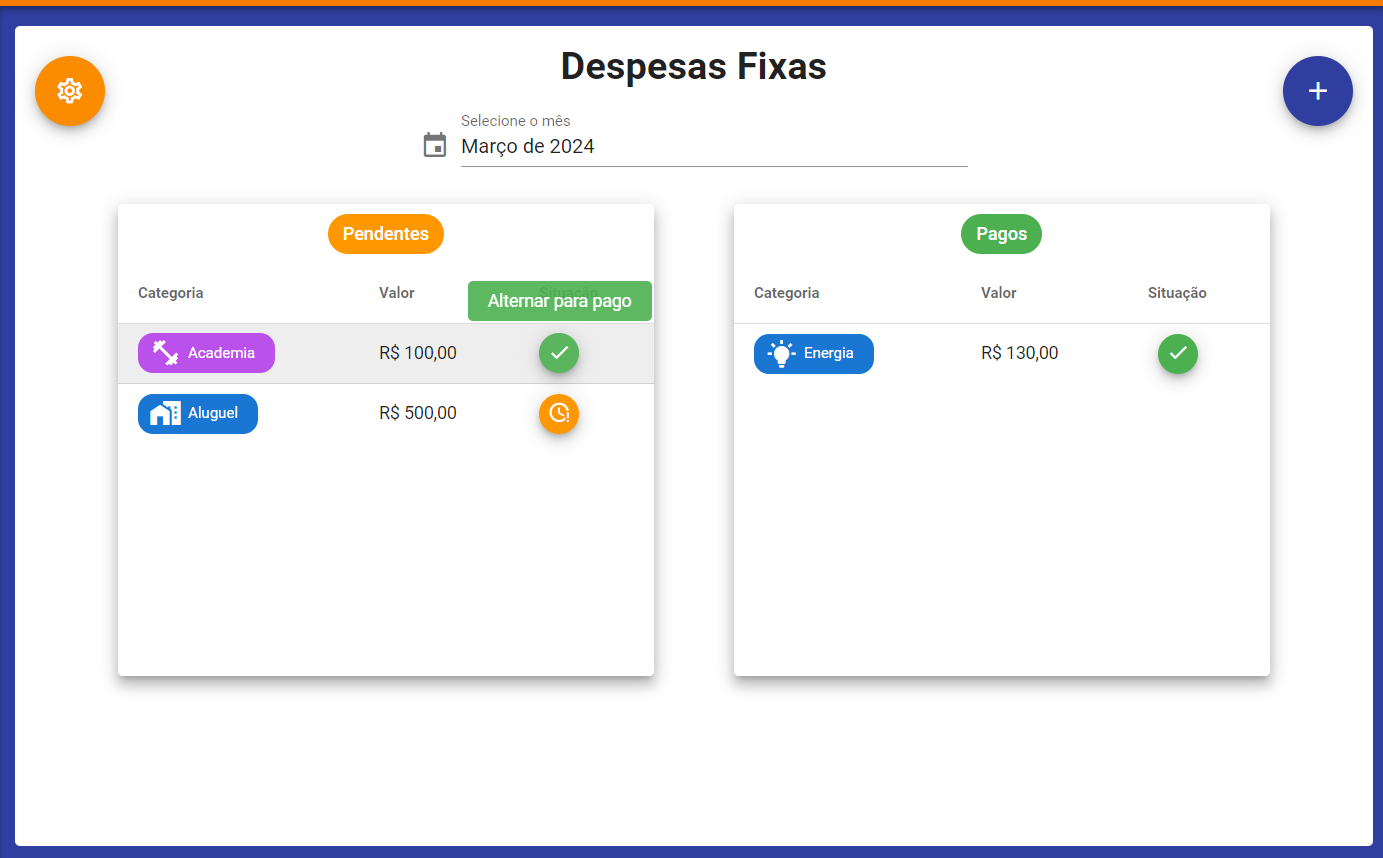 Despesas Fixas
Selecione o mês
Março de 2024
Pendentes
Categoria Valor Situação
Alternar para pago
Academia R$ 100,00
Aluguel R$ 500,00
Pagos
Categoria Valor Situação
Energia R$ 130,00